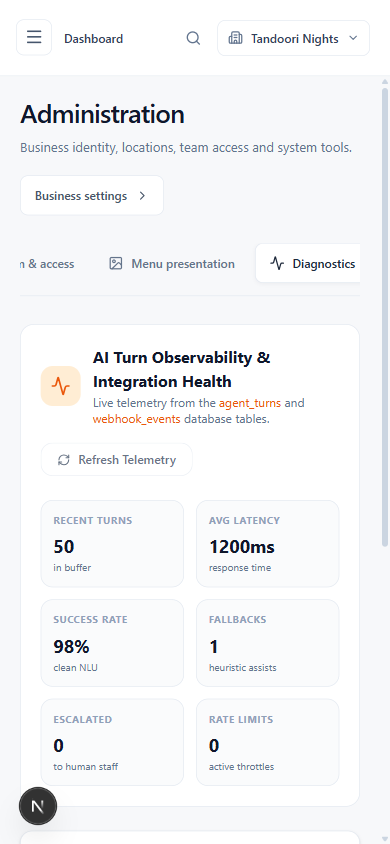 Dashboard
Tandoori Nights
Administration
Business identity, locations, team access and system tools.
Business settings
& access
Menu presentation
Diagnostics
AI Turn Observability &
Integration Health
Live telemetry from the agent_turns and
webhook_events database tables.
Refresh Telemetry
RECENT TURNS
50
in buffer
AVG LATENCY
1200ms
response time
SUCCESS RATE
98%
clean NLU
FALLBACKS
1
heuristic assists
ESCALATED
0
to human staff
RATE LIMITS
0
active throttles
N